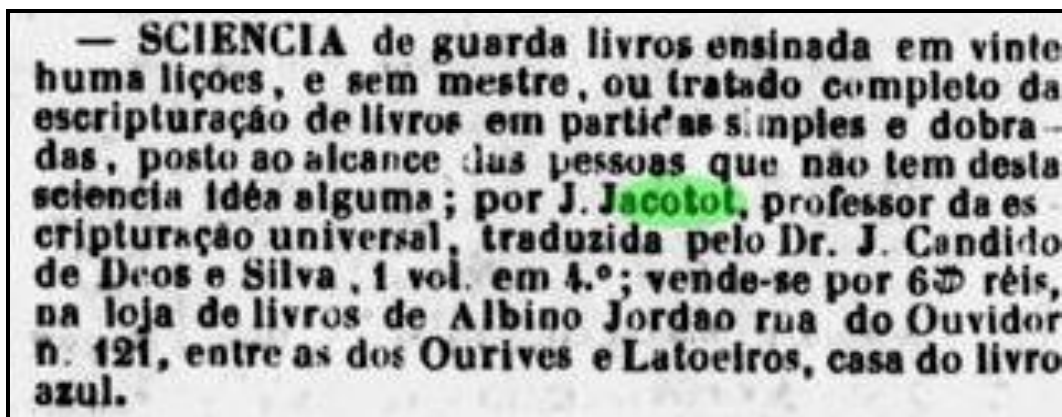 — SCIENCIA de guarda livros ensinada em vinte
huma lições, e sem mestre, ou tratado completo da
escripturação de livros em partidas simples e dobra-
das, posto ao alcance das pessoas que não tem desta
sciencia idéa alguma; por J. Jacotot, professor da es-
cripturação universal, traduzida pelo Dr. J. Candido
de Deos e Silva, 1 vol. em 4.º; vende-se por 6$ réis,
na loja de livros de Albino Jordão rua do Ouvidor
n. 121, entre as dos Ourives e Latoeiros, casa do livro
azul.